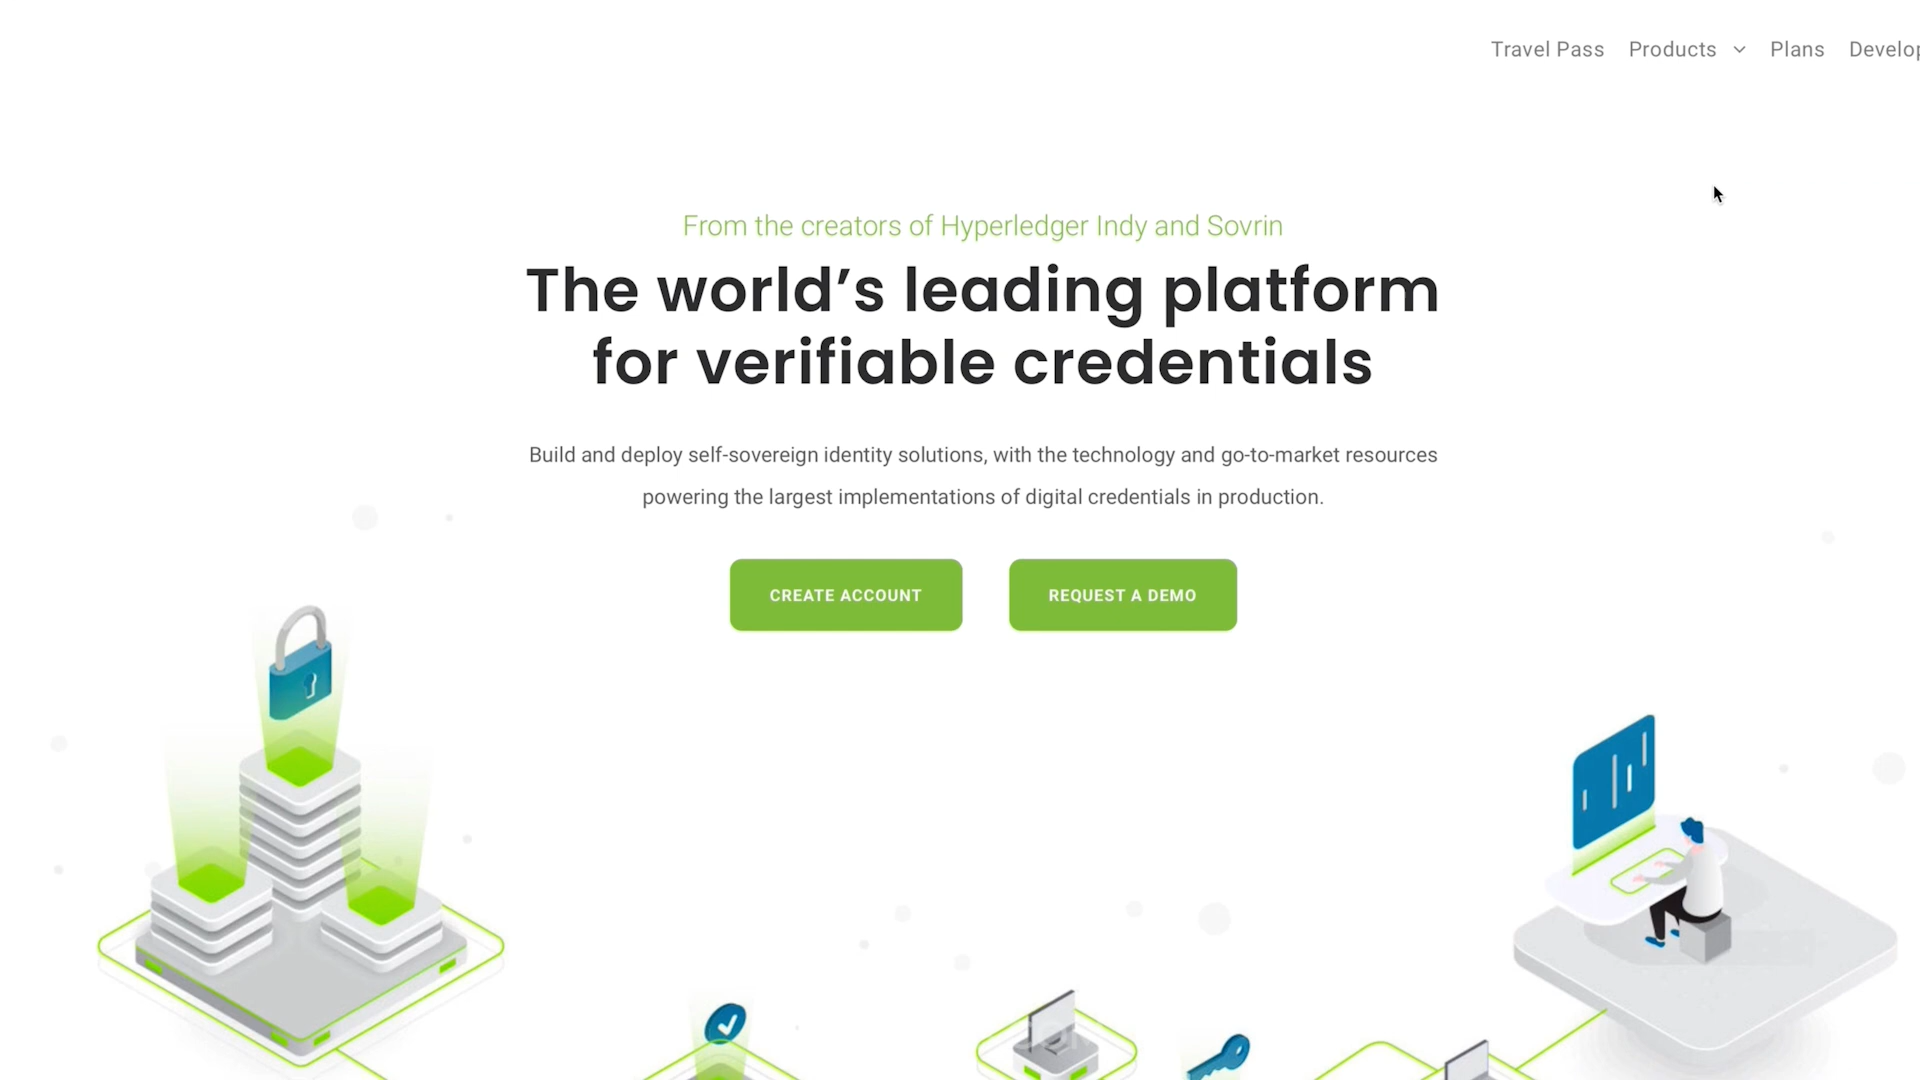 Travel Pass Products Plans Develop
From the creators of Hyperledger Indy and Sovrin
The world’s leading platform
for verifiable credentials
Build and deploy self-sovereign identity solutions, with the technology and go-to-market resources
powering the largest implementations of digital credentials in production.
CREATE ACCOUNT REQUEST A DEMO